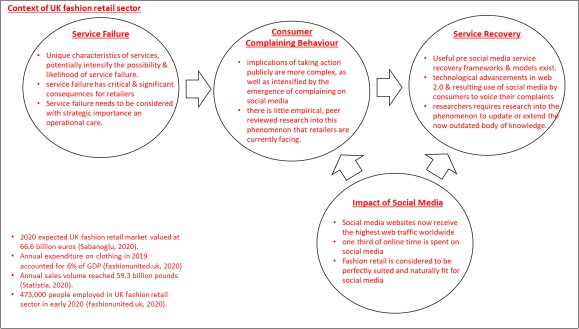 Context of UK fashion retail sector
Service Failure
• Unique characteristics of services,
potentially intensify the possibility &
likelihood of service failure.
• service failure has critical & significant
consequences for retailers
• Service failure needs to be considered
with strategic importance an
operational care.
Consumer
Complaining Behaviour
• implications of taking action
publicly are more complex, as
well as intensified by the
emergence of complaining on
social media
• there is little empirical, peer
reviewed research into this
phenomenon that retailers are
currently facing.
Service Recovery
• Useful pre social media service
recovery frameworks & models exist.
• technological advancements in web
2.0 & resulting use of social media by
consumers to voice their complaints
• researchers requires research into the
phenomenon to update or extend the
now outdated body of knowledge.
Impact of Social Media
• Social media websites now receive
the highest web traffic worldwide
• one third of online time is spent on
social media
• Fashion retail is considered to be
perfectly suited and naturally fit for
social media
• 2020 expected UK fashion retail market valued at
66.6 billion euros (Sabanoglu, 2020).
• Annual expenditure on clothing in 2019
accounted for 6% of GDP (fashionunited.uk, 2020)
• Annual sales volume reached 59.3 billion pounds
(Statistia, 2020).
• 473,000 people employed in UK fashion retail
sector in early 2020 (fashionunited.uk, 2020).